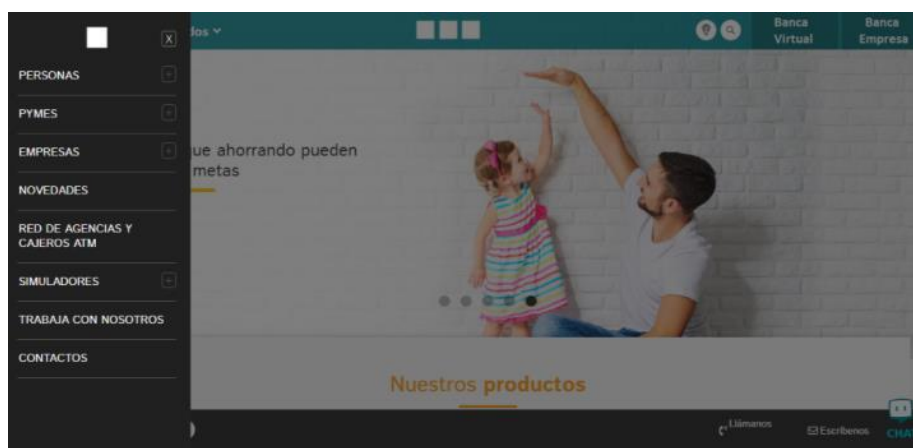 X
dos
Banca
Virtual
Banca
Empresa
PERSONAS
PYMES
EMPRESAS
NOVEDADES
RED DE AGENCIAS Y
CAJEROS ATM
SIMULADORES
TRABAJA CON NOSOTROS
CONTACTOS
ue ahorrando pueden
metas
Nuestros productos
Llámanos
Escríbenos
CHA